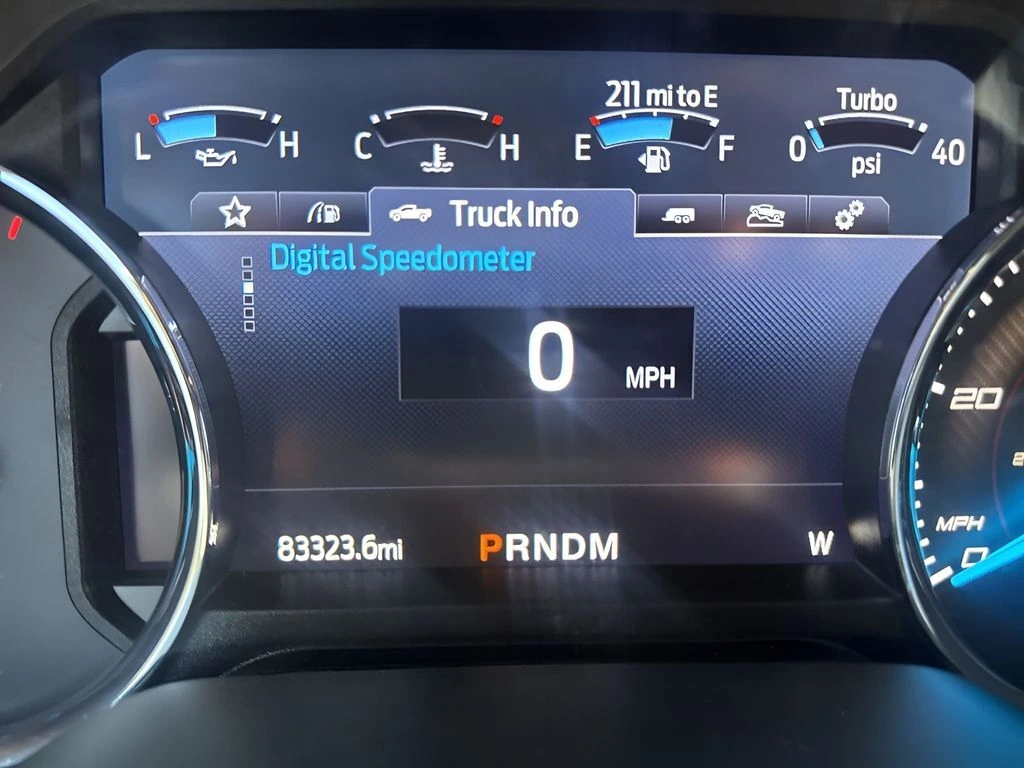 211 mi to E
Turbo
L H
C H
E F
0 40
psi
Truck Info
Digital Speedometer
0 MPH
20
MPH
0
83323.6mi
PRNDM
W